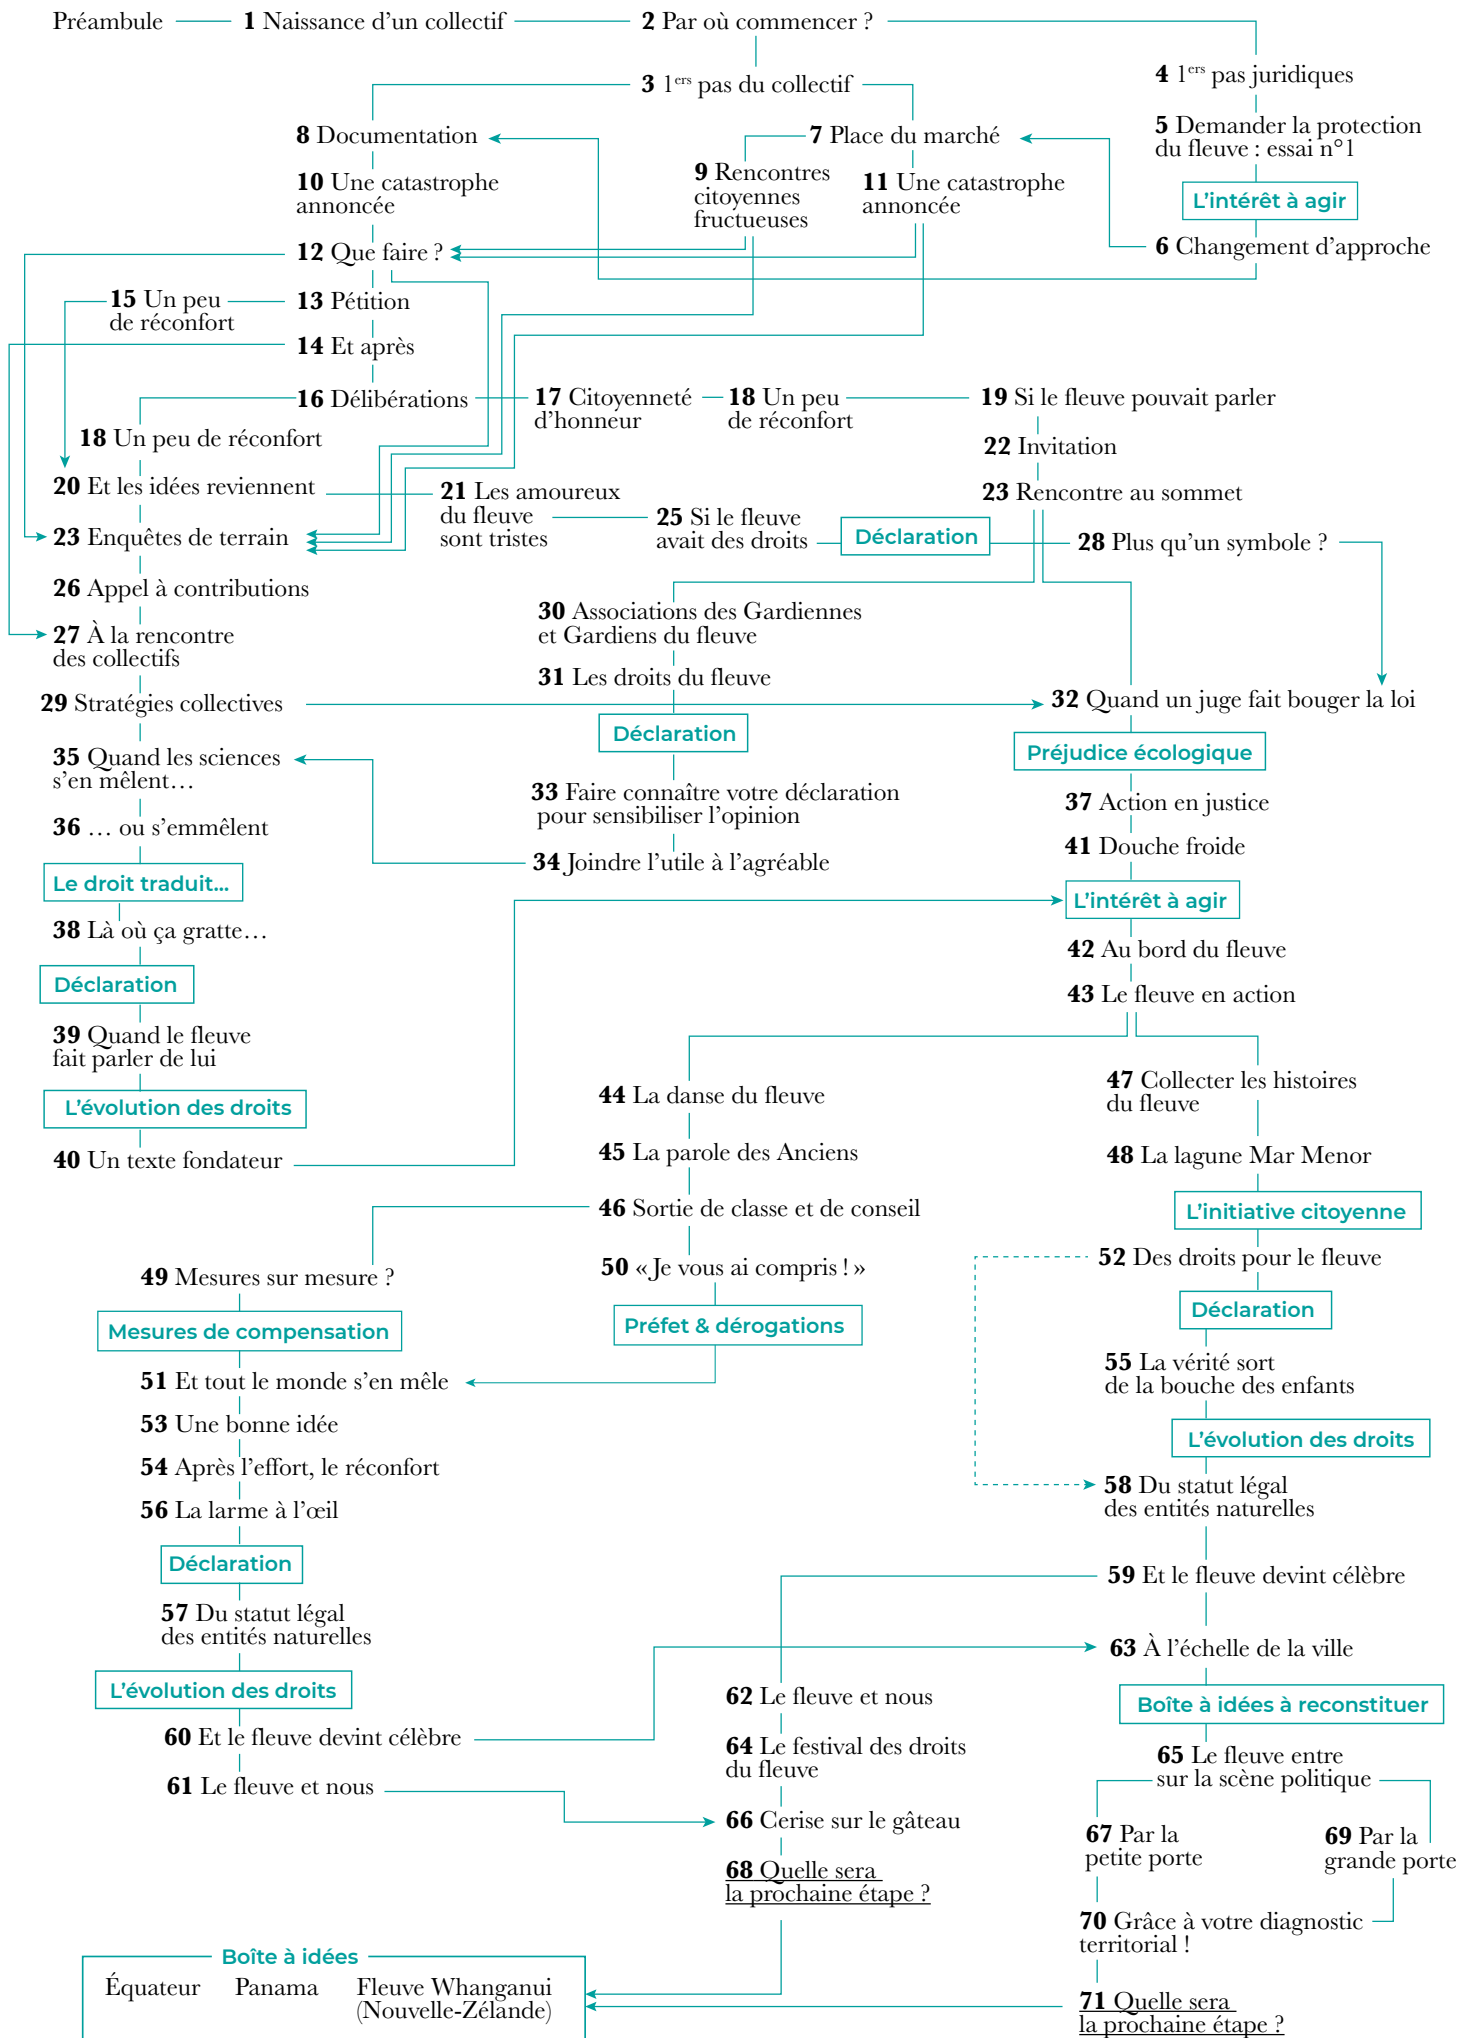 Préambule
1 Naissance d’un collectif
2 Par où commencer ?
3 1ers pas du collectif
4 1ers pas juridiques
5 Demander la protection
du fleuve : essai n°1
L’intérêt à agir
6 Changement d’approche
8 Documentation
7 Place du marché
10 Une catastrophe
annoncée
9 Rencontres
citoyennes
fructueuses
11 Une catastrophe
annoncée
12 Que faire ?
15 Un peu
de réconfort
13 Pétition
14 Et après
16 Délibérations
17 Citoyenneté
d’honneur
18 Un peu
de réconfort
19 Si le fleuve pouvait parler
18 Un peu de réconfort
22 Invitation
20 Et les idées reviennent
21 Les amoureux
du fleuve
sont tristes
23 Rencontre au sommet
23 Enquêtes de terrain
25 Si le fleuve
avait des droits
Déclaration
28 Plus qu’un symbole ?
26 Appel à contributions
27 À la rencontre
des collectifs
30 Associations des Gardiennes
et Gardiens du fleuve
31 Les droits du fleuve
29 Stratégies collectives
32 Quand un juge fait bouger la loi
Déclaration
Préjudice écologique
35 Quand les sciences
s’en mêlent…
33 Faire connaître votre déclaration
pour sensibiliser l’opinion
37 Action en justice
36 … ou s’emmêlent
34 Joindre l’utile à l’agréable
41 Douche froide
Le droit traduit...
L’intérêt à agir
38 Là où ça gratte…
42 Au bord du fleuve
Déclaration
43 Le fleuve en action
39 Quand le fleuve
fait parler de lui
L’évolution des droits
40 Un texte fondateur
44 La danse du fleuve
47 Collecter les histoires
du fleuve
45 La parole des Anciens
48 La lagune Mar Menor
46 Sortie de classe et de conseil
L’initiative citoyenne
49 Mesures sur mesure ?
50 « Je vous ai compris ! »
52 Des droits pour le fleuve
Mesures de compensation
Préfet & dérogations
Déclaration
51 Et tout le monde s’en mêle
55 La vérité sort
de la bouche des enfants
53 Une bonne idée
L’évolution des droits
54 Après l’effort, le réconfort
56 La larme à l’œil
58 Du statut légal
des entités naturelles
Déclaration
59 Et le fleuve devint célèbre
57 Du statut légal
des entités naturelles
63 À l’échelle de la ville
L’évolution des droits
62 Le fleuve et nous
Boîte à idées à reconstituer
60 Et le fleuve devint célèbre
64 Le festival des droits
du fleuve
65 Le fleuve entre
sur la scène politique
61 Le fleuve et nous
66 Cerise sur le gâteau
67 Par la
petite porte
69 Par la
grande porte
68 Quelle sera
la prochaine étape ?
70 Grâce à votre diagnostic
territorial !
Boîte à idées
Équateur
Panama
Fleuve Whanganui
(Nouvelle-Zélande)
71 Quelle sera
la prochaine étape ?